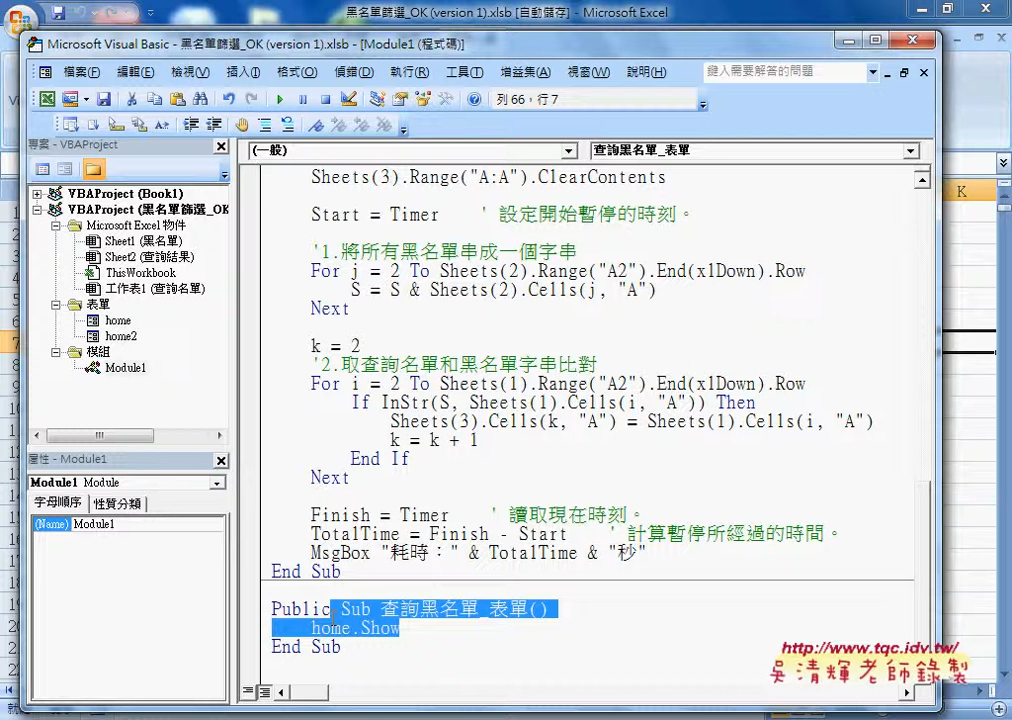 黑名單篩選_OK (version 1).xlsb [自動儲存] - Microsoft Excel
Microsoft Visual Basic - 黑名單篩選_OK (version 1).xlsb - [Module1 (程式碼)]
檔案(F) 編輯(E) 檢視(V) 插入(I) 格式(O) 偵錯(D) 執行(R) 工具(T) 增益集(A) 視窗(W) 說明(H) 鍵入需要解答的問題
列 66，行 7
專案 - VBAProject
(一般) 查詢黑名單_表單
VBAProject (Book1)
VBAProject (黑名單篩選_OK
Microsoft Excel 物件
Sheet1 (黑名單)
Sheet2 (查詢結果)
ThisWorkbook
工作表1 (查詢名單)
表單
home
home2
模組
Module1
屬性 - Module1
Module1 Module
字母順序 性質分類
(Name) Module1
Sheets(3).Range("A:A").ClearContents
Start = Timer ' 設定開始暫停的時刻。
'1.將所有黑名單串成一個字串
For j = 2 To Sheets(2).Range("A2").End(xlDown).Row
S = S & Sheets(2).Cells(j, "A")
Next
k = 2
'2.取查詢名單和黑名單字串比對
For i = 2 To Sheets(1).Range("A2").End(xlDown).Row
If InStr(S, Sheets(1).Cells(i, "A")) Then
Sheets(3).Cells(k, "A") = Sheets(1).Cells(i, "A")
k = k + 1
End If
Next
Finish = Timer ' 讀取現在時刻。
TotalTime = Finish - Start ' 計算暫停所經過的時間。
MsgBox "耗時：" & TotalTime & "秒"
End Sub
Public Sub 查詢黑名單_表單()
home.Show
End Sub
K
http://www.tqc.idv.tw/
吳清輝老師錄製